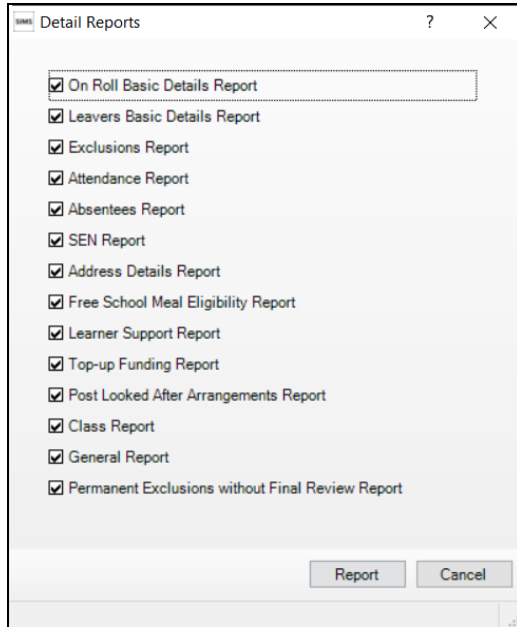 SIMS Detail Reports ? ×
On Roll Basic Details Report
Leavers Basic Details Report
Exclusions Report
Attendance Report
Absentees Report
SEN Report
Address Details Report
Free School Meal Eligibility Report
Learner Support Report
Top-up Funding Report
Post Looked After Arrangements Report
Class Report
General Report
Permanent Exclusions without Final Review Report
Report Cancel